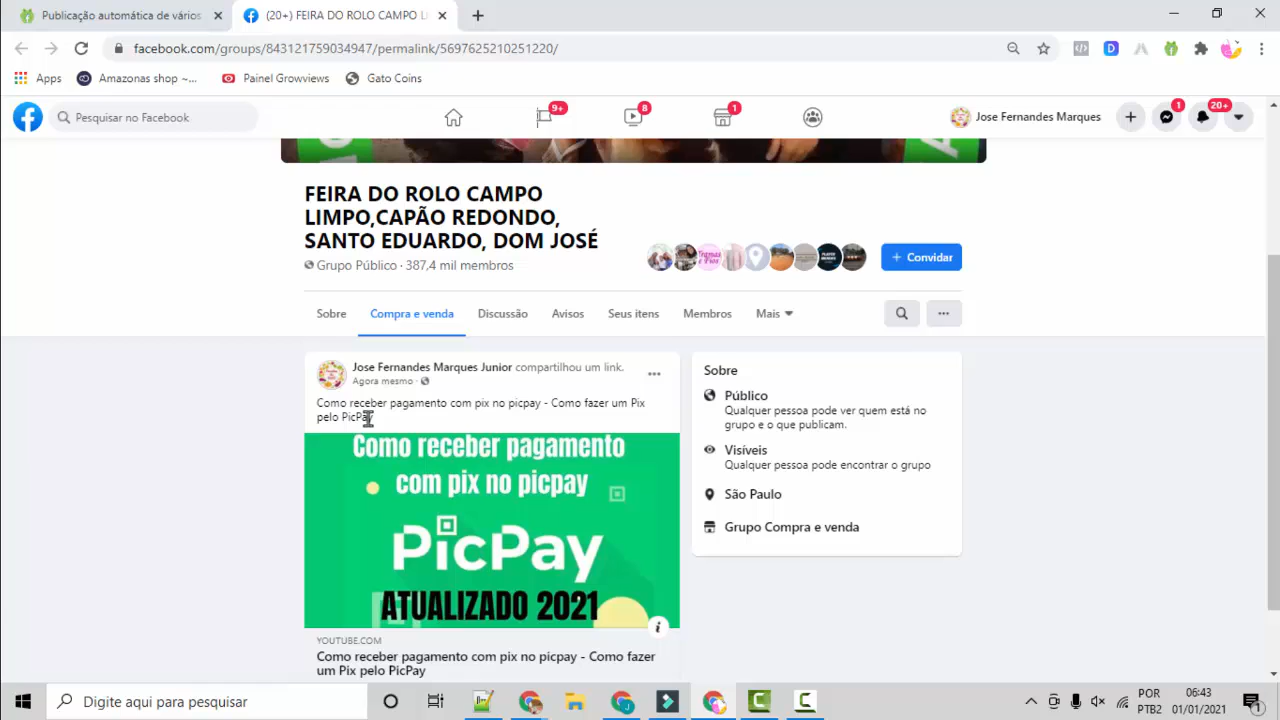 Publicação automática de vários
(20+) FEIRA DO ROLO CAMPO L
facebook.com/groups/843121759034947/permalink/5697625210251220/
Apps
Amazonas shop ~...
Painel Growviews
Gato Coins
Pesquisar no Facebook
9+
8
1
Jose Fernandes Marques
1
20+
FEIRA DO ROLO CAMPO
LIMPO,CAPÃO REDONDO,
SANTO EDUARDO, DOM JOSÉ
Grupo Público · 387,4 mil membros
+ Convidar
Sobre
Compra e venda
Discussão
Avisos
Seus itens
Membros
Mais
Jose Fernandes Marques Junior compartilhou um link.
Agora mesmo ·
Como receber pagamento com pix no picpay - Como fazer um Pix
pelo PicPay
Como receber pagamento
com pix no picpay
PicPay
ATUALIZADO 2021
YOUTUBE.COM
Como receber pagamento com pix no picpay - Como fazer
um Pix pelo PicPay
Sobre
Público
Qualquer pessoa pode ver quem está no
grupo e o que publicam.
Visíveis
Qualquer pessoa pode encontrar o grupo
São Paulo
Grupo Compra e venda
Digite aqui para pesquisar
POR
PTB2
06:43
01/01/2021